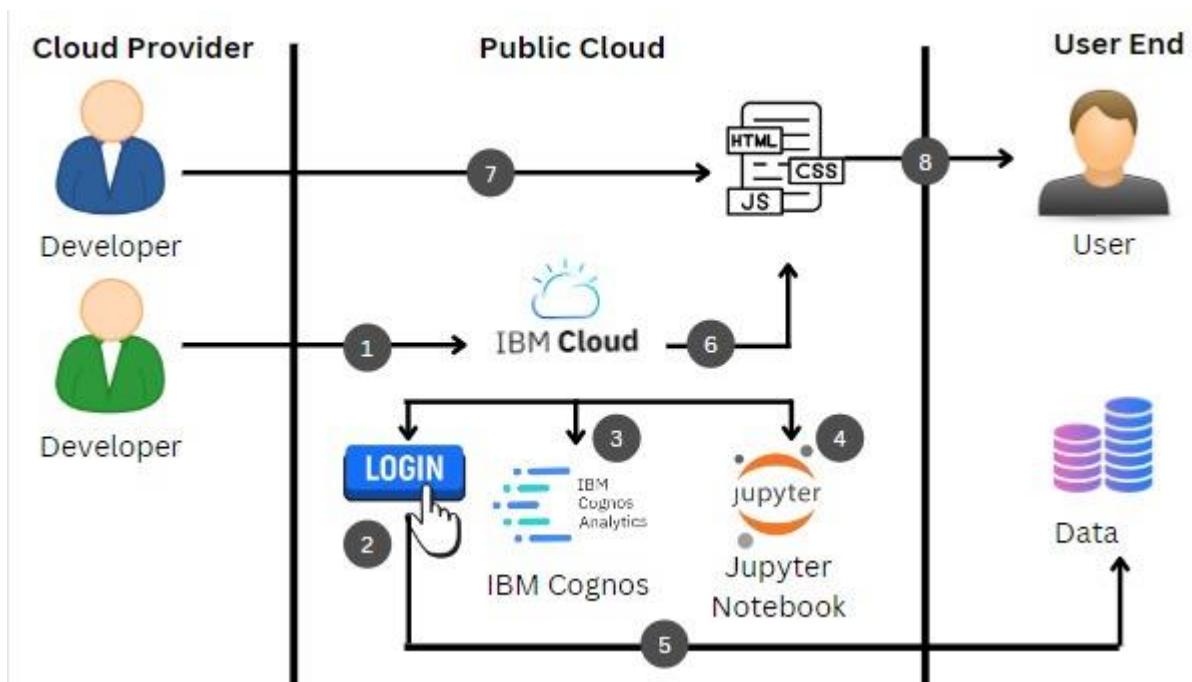 Cloud Provider
Public Cloud
User End
HTML
CSS
JS
7
8
Developer
User
IBM Cloud
1
6
Developer
3
4
LOGIN
IBM
Cognos
Analytics
jupyter
2
Data
IBM Cognos
Jupyter
Notebook
5